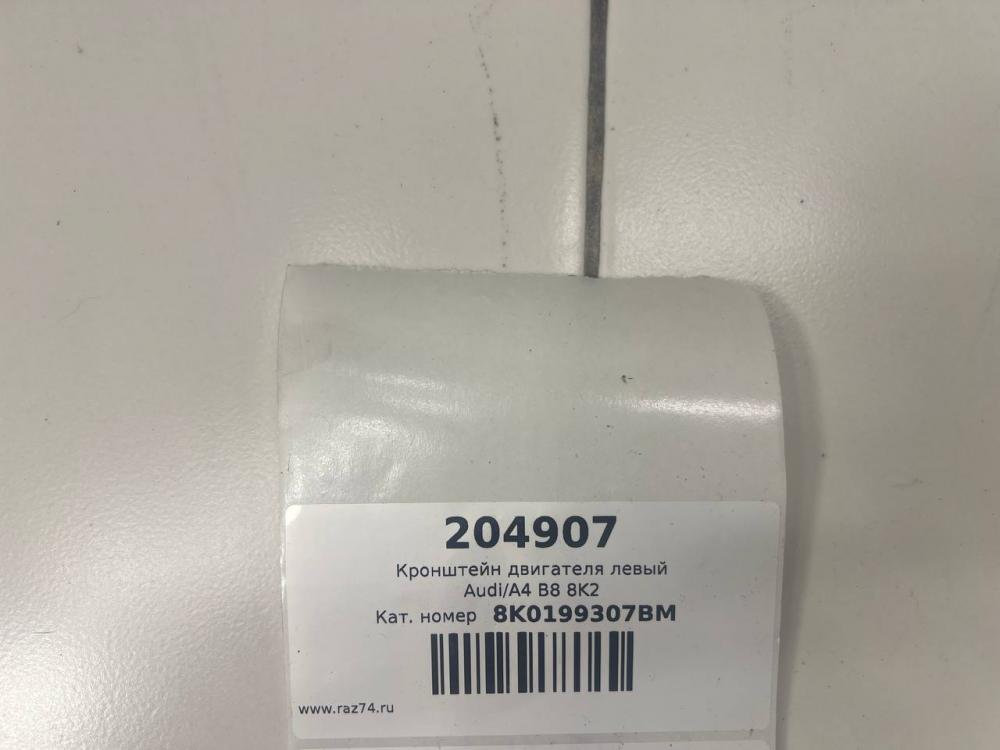 204907
Кронштейн двигателя левый
Audi/A4 B8 8K2
Кат. номер 8K0199307BM
www.raz74.ru